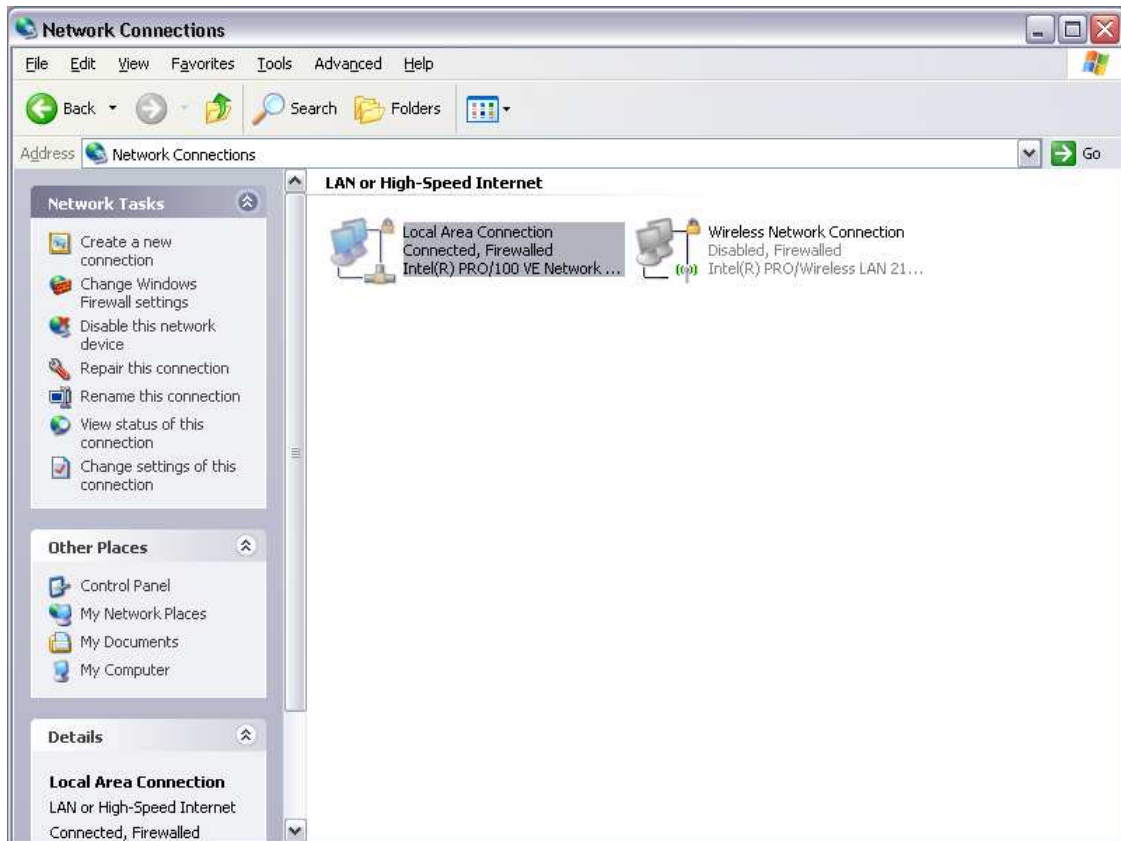 Network Connections
File Edit View Favorites Tools Advanced Help
Back Search Folders
Address Network Connections Go
Network Tasks
Create a new
connection
Change Windows
Firewall settings
Disable this network
device
Repair this connection
Rename this connection
View status of this
connection
Change settings of this
connection
Other Places
Control Panel
My Network Places
My Documents
My Computer
Details
Local Area Connection
LAN or High-Speed Internet
Connected, Firewalled
LAN or High-Speed Internet
Local Area Connection
Connected, Firewalled
Intel(R) PRO/100 VE Network ...
Wireless Network Connection
Disabled, Firewalled
Intel(R) PRO/Wireless LAN 21...